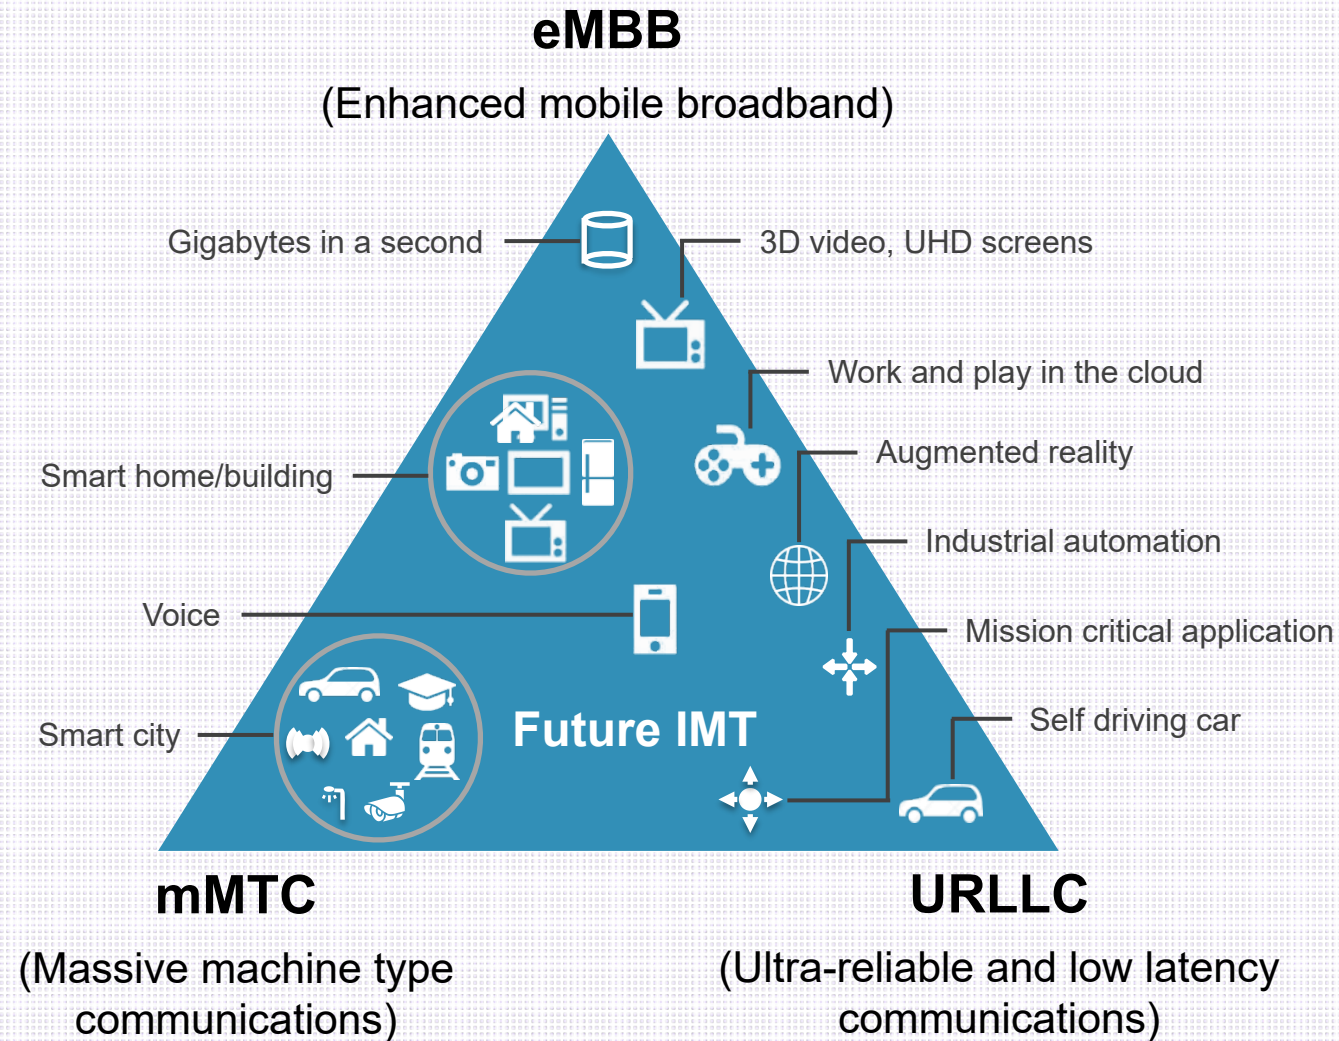 eMBB
(Enhanced mobile broadband)
Gigabytes in a second
3D video, UHD screens
Work and play in the cloud
Augmented reality
Smart home/building
Industrial automation
Voice
Mission critical application
Future IMT
Self driving car
Smart city
mMTC
(Massive machine type
communications)
URLLC
(Ultra-reliable and low latency
communications)